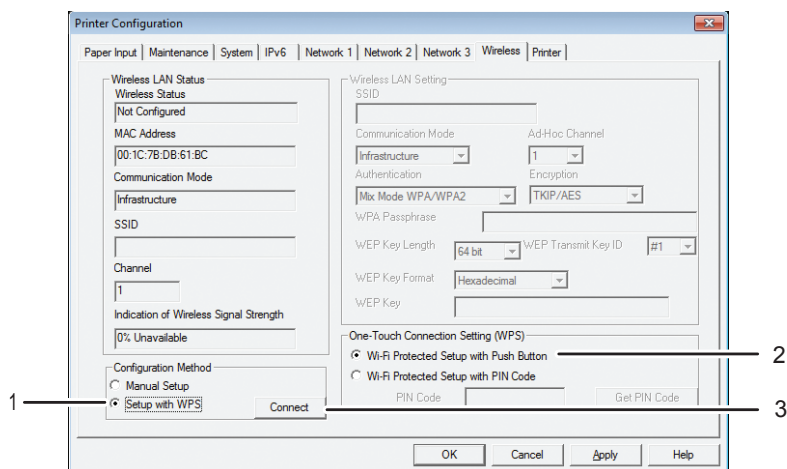 Printer Configuration
Paper Input Maintenance System IPv6 Network 1 Network 2 Network 3 Wireless Printer
Wireless LAN Status
Wireless Status
Not Configured
MAC Address
00:1C:7B:DB:61:BC
Communication Mode
Infrastructure
SSID
Channel
1
Indication of Wireless Signal Strength
0% Unavailable
Configuration Method
Manual Setup
Setup with WPS
Connect
Wireless LAN Setting
SSID
Communication Mode Ad-Hoc Channel
Infrastructure 1
Authentication Encryption
Mix Mode WPA/WPA2 TKIP/AES
WPA Passphrase
WEP Key Length 64 bit WEP Transmit Key ID #1
WEP Key Format Hexadecimal
WEP Key
One-Touch Connection Setting (WPS)
Wi-Fi Protected Setup with Push Button
Wi-Fi Protected Setup with PIN Code
PIN Code Get PIN Code
OK Cancel Apply Help
1
2
3